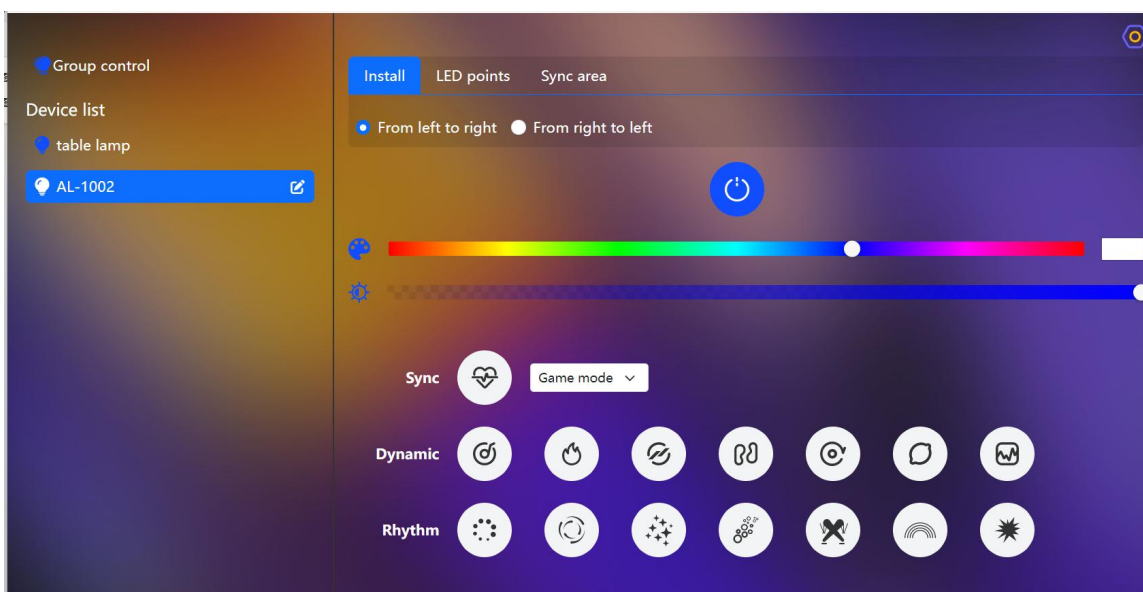 Group control
Device list
table lamp
AL-1002
Install LED points Sync area
From left to right From right to left
Sync Game mode
Dynamic
Rhythm